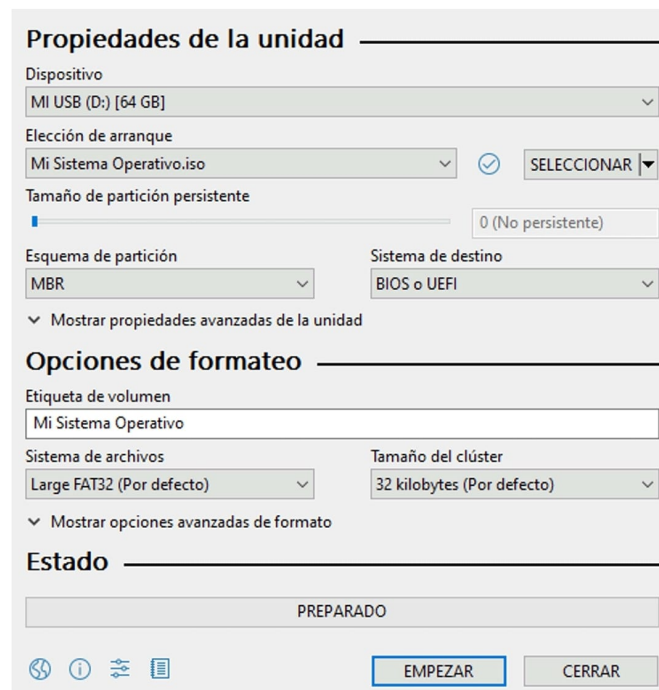 Propiedades de la unidad
Dispositivo
MI USB (D:) [64 GB]
Elección de arranque
Mi Sistema Operativo.iso
SELECCIONAR
Tamaño de partición persistente
0 (No persistente)
Esquema de partición
Sistema de destino
MBR
BIOS o UEFI
Mostrar propiedades avanzadas de la unidad
Opciones de formateo
Etiqueta de volumen
Mi Sistema Operativo
Sistema de archivos
Tamaño del clúster
Large FAT32 (Por defecto)
32 kilobytes (Por defecto)
Mostrar opciones avanzadas de formato
Estado
PREPARADO
EMPEZAR
CERRAR